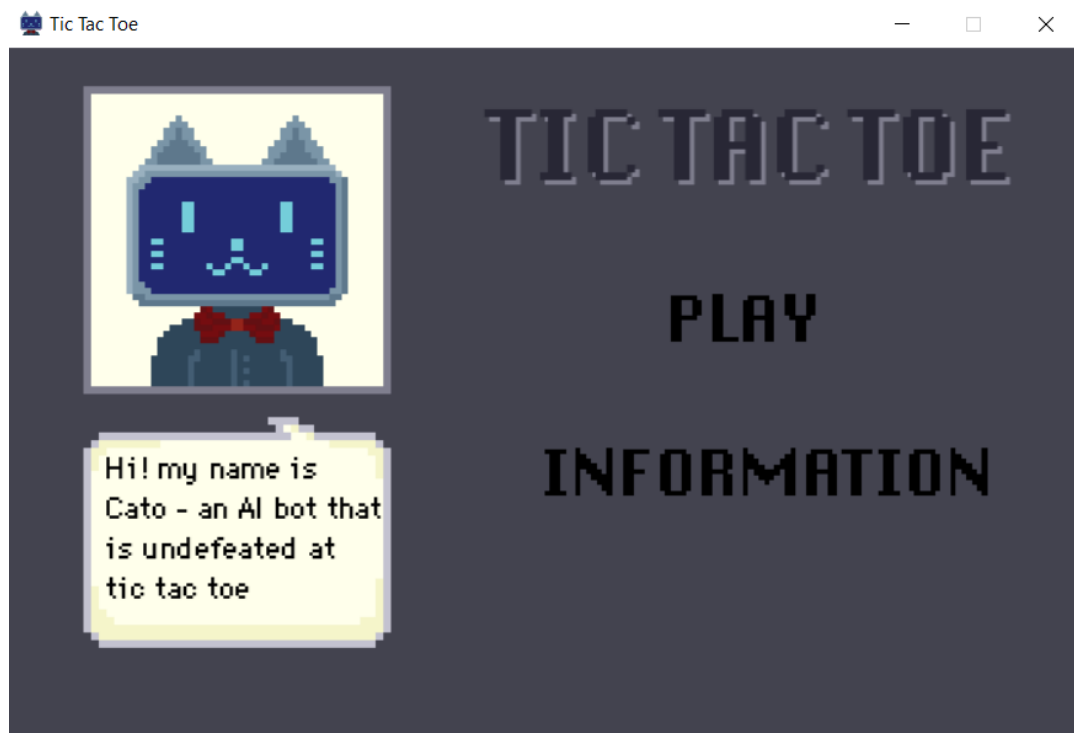 Tic Tac Toe
TIC TAC TOE
PLAY
INFORMATION
Hi! my name is
Cato - an AI bot that
is undefeated at
tic tac toe